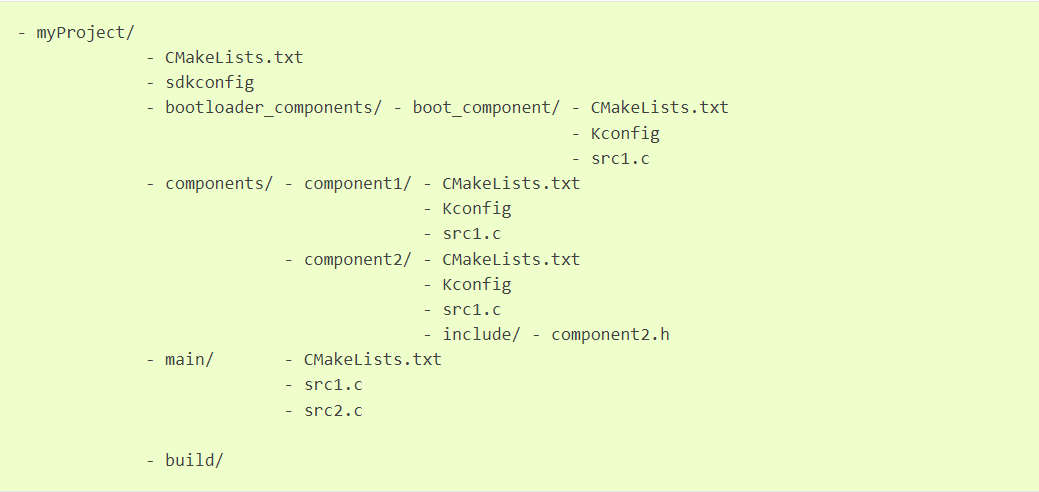 - myProject/
             - CMakeLists.txt
             - sdkconfig
             - bootloader_components/ - boot_component/ - CMakeLists.txt
                                                        - Kconfig
                                                        - src1.c
             - components/ - component1/ - CMakeLists.txt
                                         - Kconfig
                                         - src1.c
                           - component2/ - CMakeLists.txt
                                         - Kconfig
                                         - src1.c
                                         - include/ - component2.h
             - main/       - CMakeLists.txt
                           - src1.c
                           - src2.c
             - build/